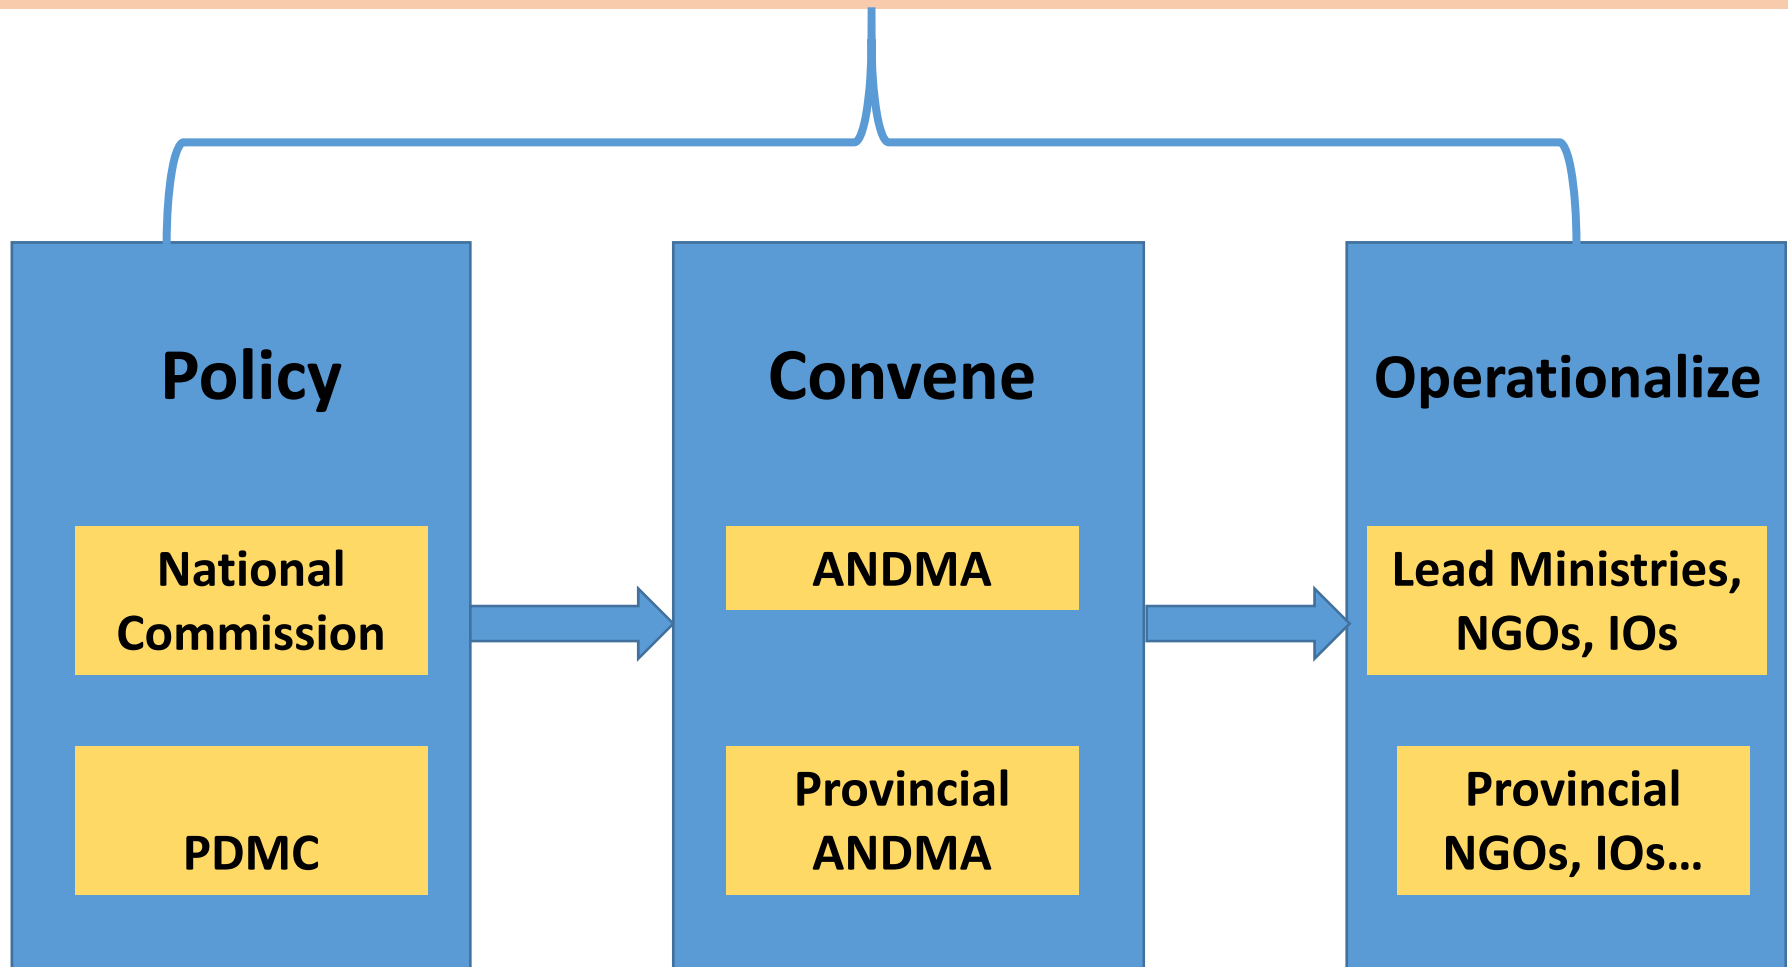 Policy
National
Commission
PDMC
Convene
ANDMA
Provincial
ANDMA
Operationalize
Lead Ministries,
NGOs, IOs
Provincial
NGOs, IOs...